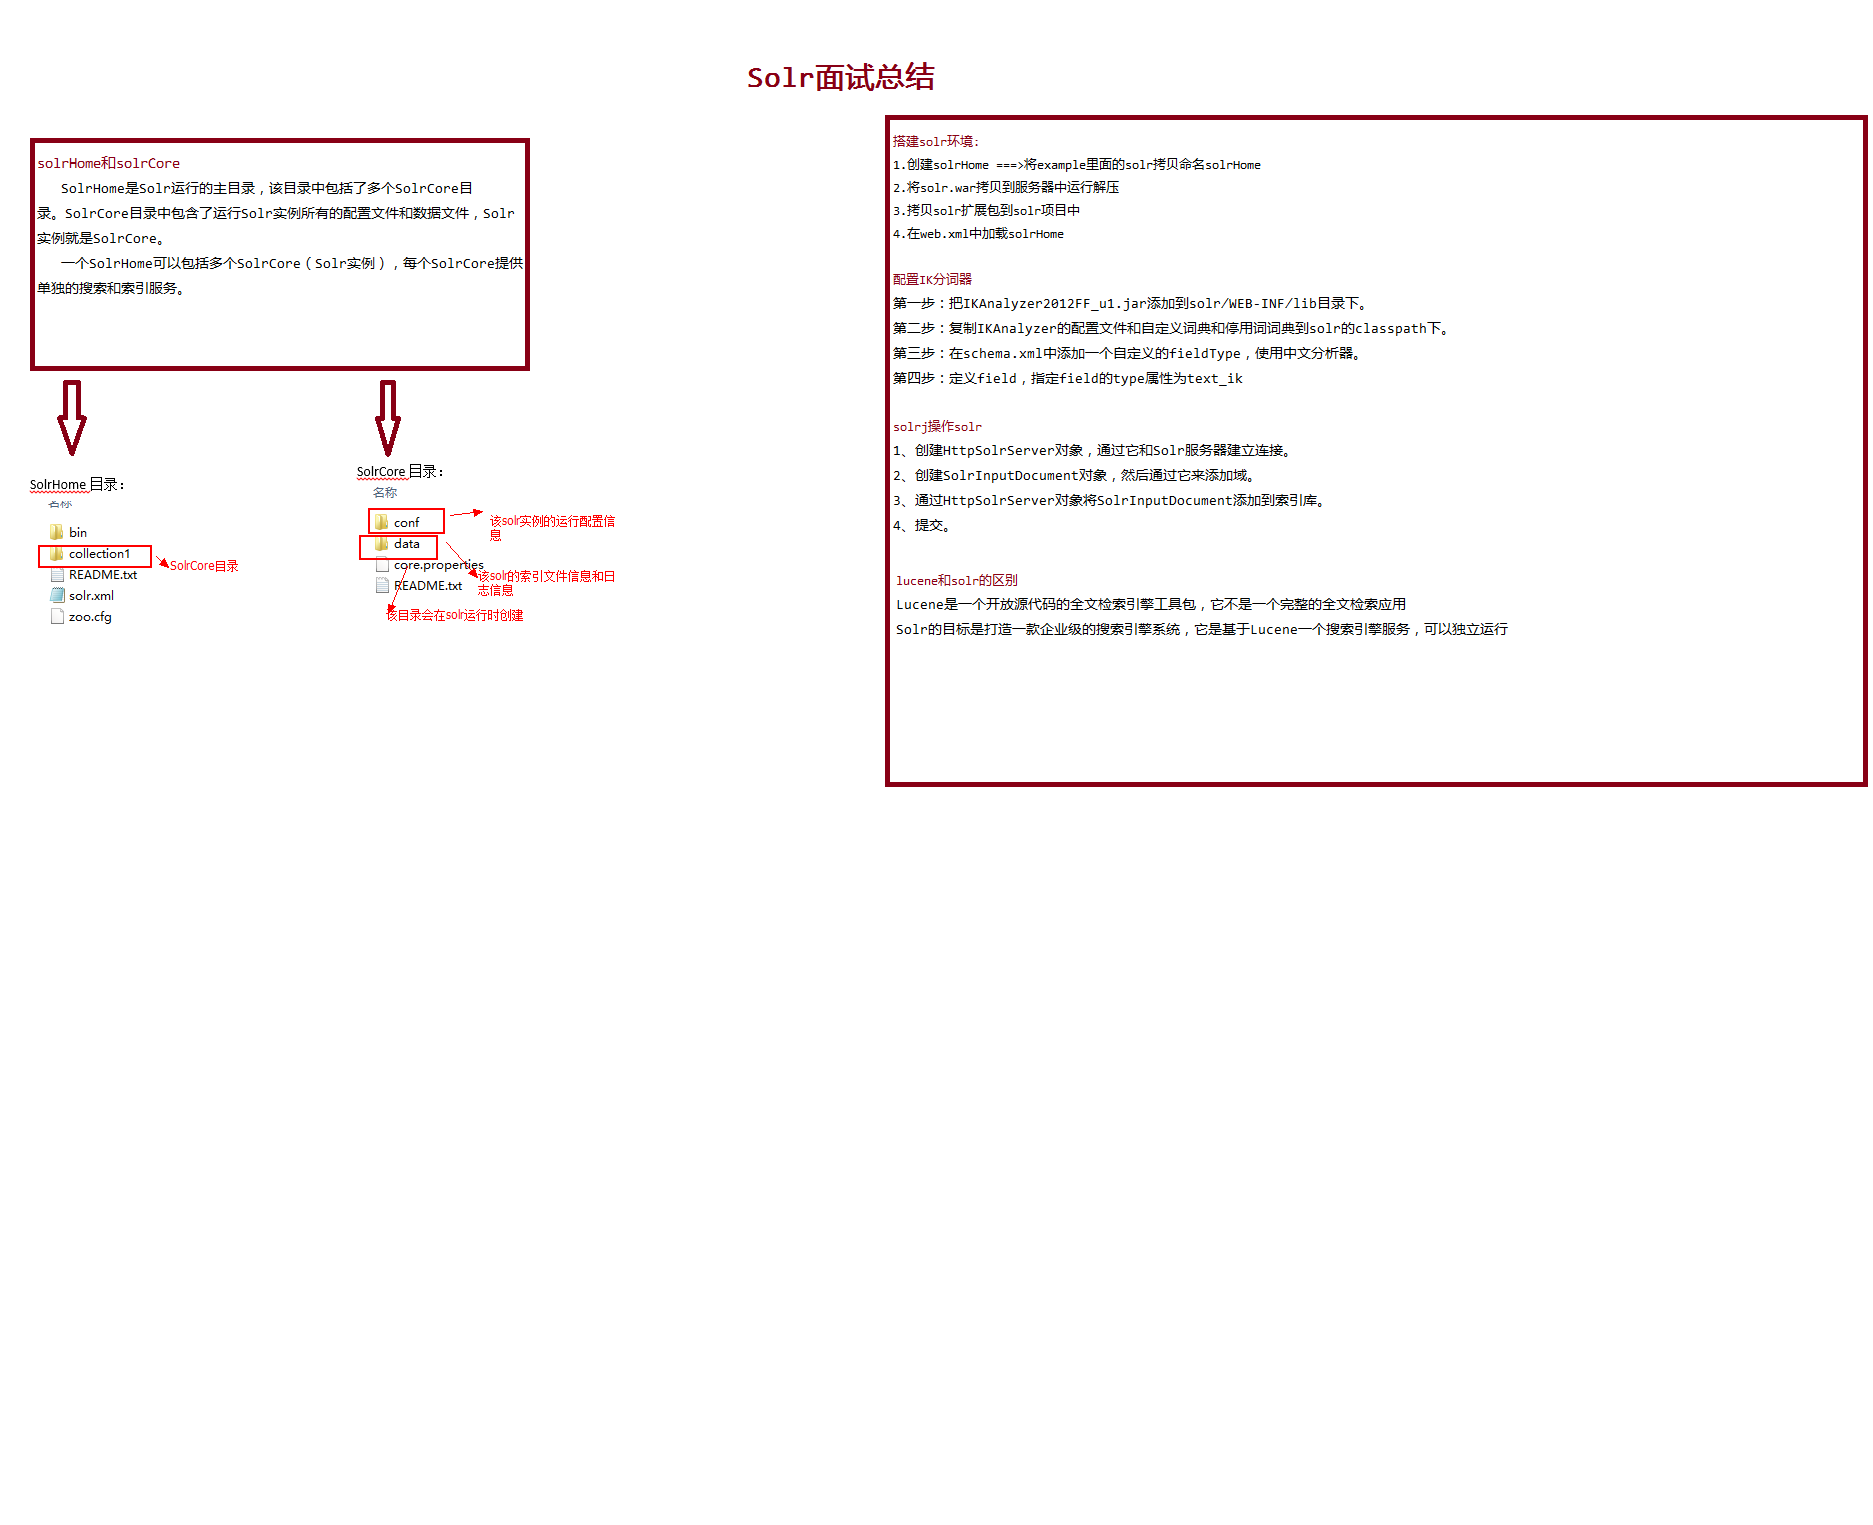 Solr面试总结
solrHome和solrCore
SolrHome是Solr运行的主目录，该目录中包括了多个SolrCore目
录。SolrCore目录中包含了运行Solr实例所有的配置文件和数据文件，Solr
实例就是SolrCore。
一个SolrHome可以包括多个SolrCore（Solr实例），每个SolrCore提供
单独的搜索和索引服务。
SolrHome 目录：
名称
bin
collection1
SolrCore目录
README.txt
solr.xml
zoo.cfg
SolrCore 目录：
名称
conf
该solr实例的运行配置信
息
data
core.properties
该solr的索引文件信息和日
志信息
README.txt
该目录会在solr运行时创建
搭建solr环境:
1.创建solrHome ===>将example里面的solr拷贝命名solrHome
2.将solr.war拷贝到服务器中运行解压
3.拷贝solr扩展包到solr项目中
4.在web.xml中加载solrHome
配置IK分词器
第一步：把IKAnalyzer2012FF_u1.jar添加到solr/WEB-INF/lib目录下。
第二步：复制IKAnalyzer的配置文件和自定义词典和停用词词典到solr的classpath下。
第三步：在schema.xml中添加一个自定义的fieldType，使用中文分析器。
第四步：定义field，指定field的type属性为text_ik
solrj操作solr
1、创建HttpSolrServer对象，通过它和Solr服务器建立连接。
2、创建SolrInputDocument对象，然后通过它来添加域。
3、通过HttpSolrServer对象将SolrInputDocument添加到索引库。
4、提交。
lucene和solr的区别
Lucene是一个开放源代码的全文检索引擎工具包，它不是一个完整的全文检索应用
Solr的目标是打造一款企业级的搜索引擎系统，它是基于Lucene一个搜索引擎服务，可以独立运行